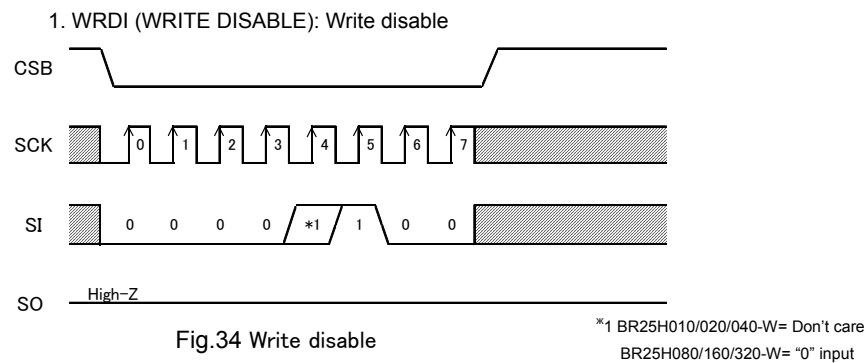 1. WRDI (WRITE DISABLE): Write disable
CSB
SCK
0 1 2 3 4 5 6 7
SI
0 0 0 0 *1 1 0 0
SO
High-Z
Fig.34 Write disable
*1 BR25H010/020/040-W= Don't care
BR25H080/160/320-W= “0” input